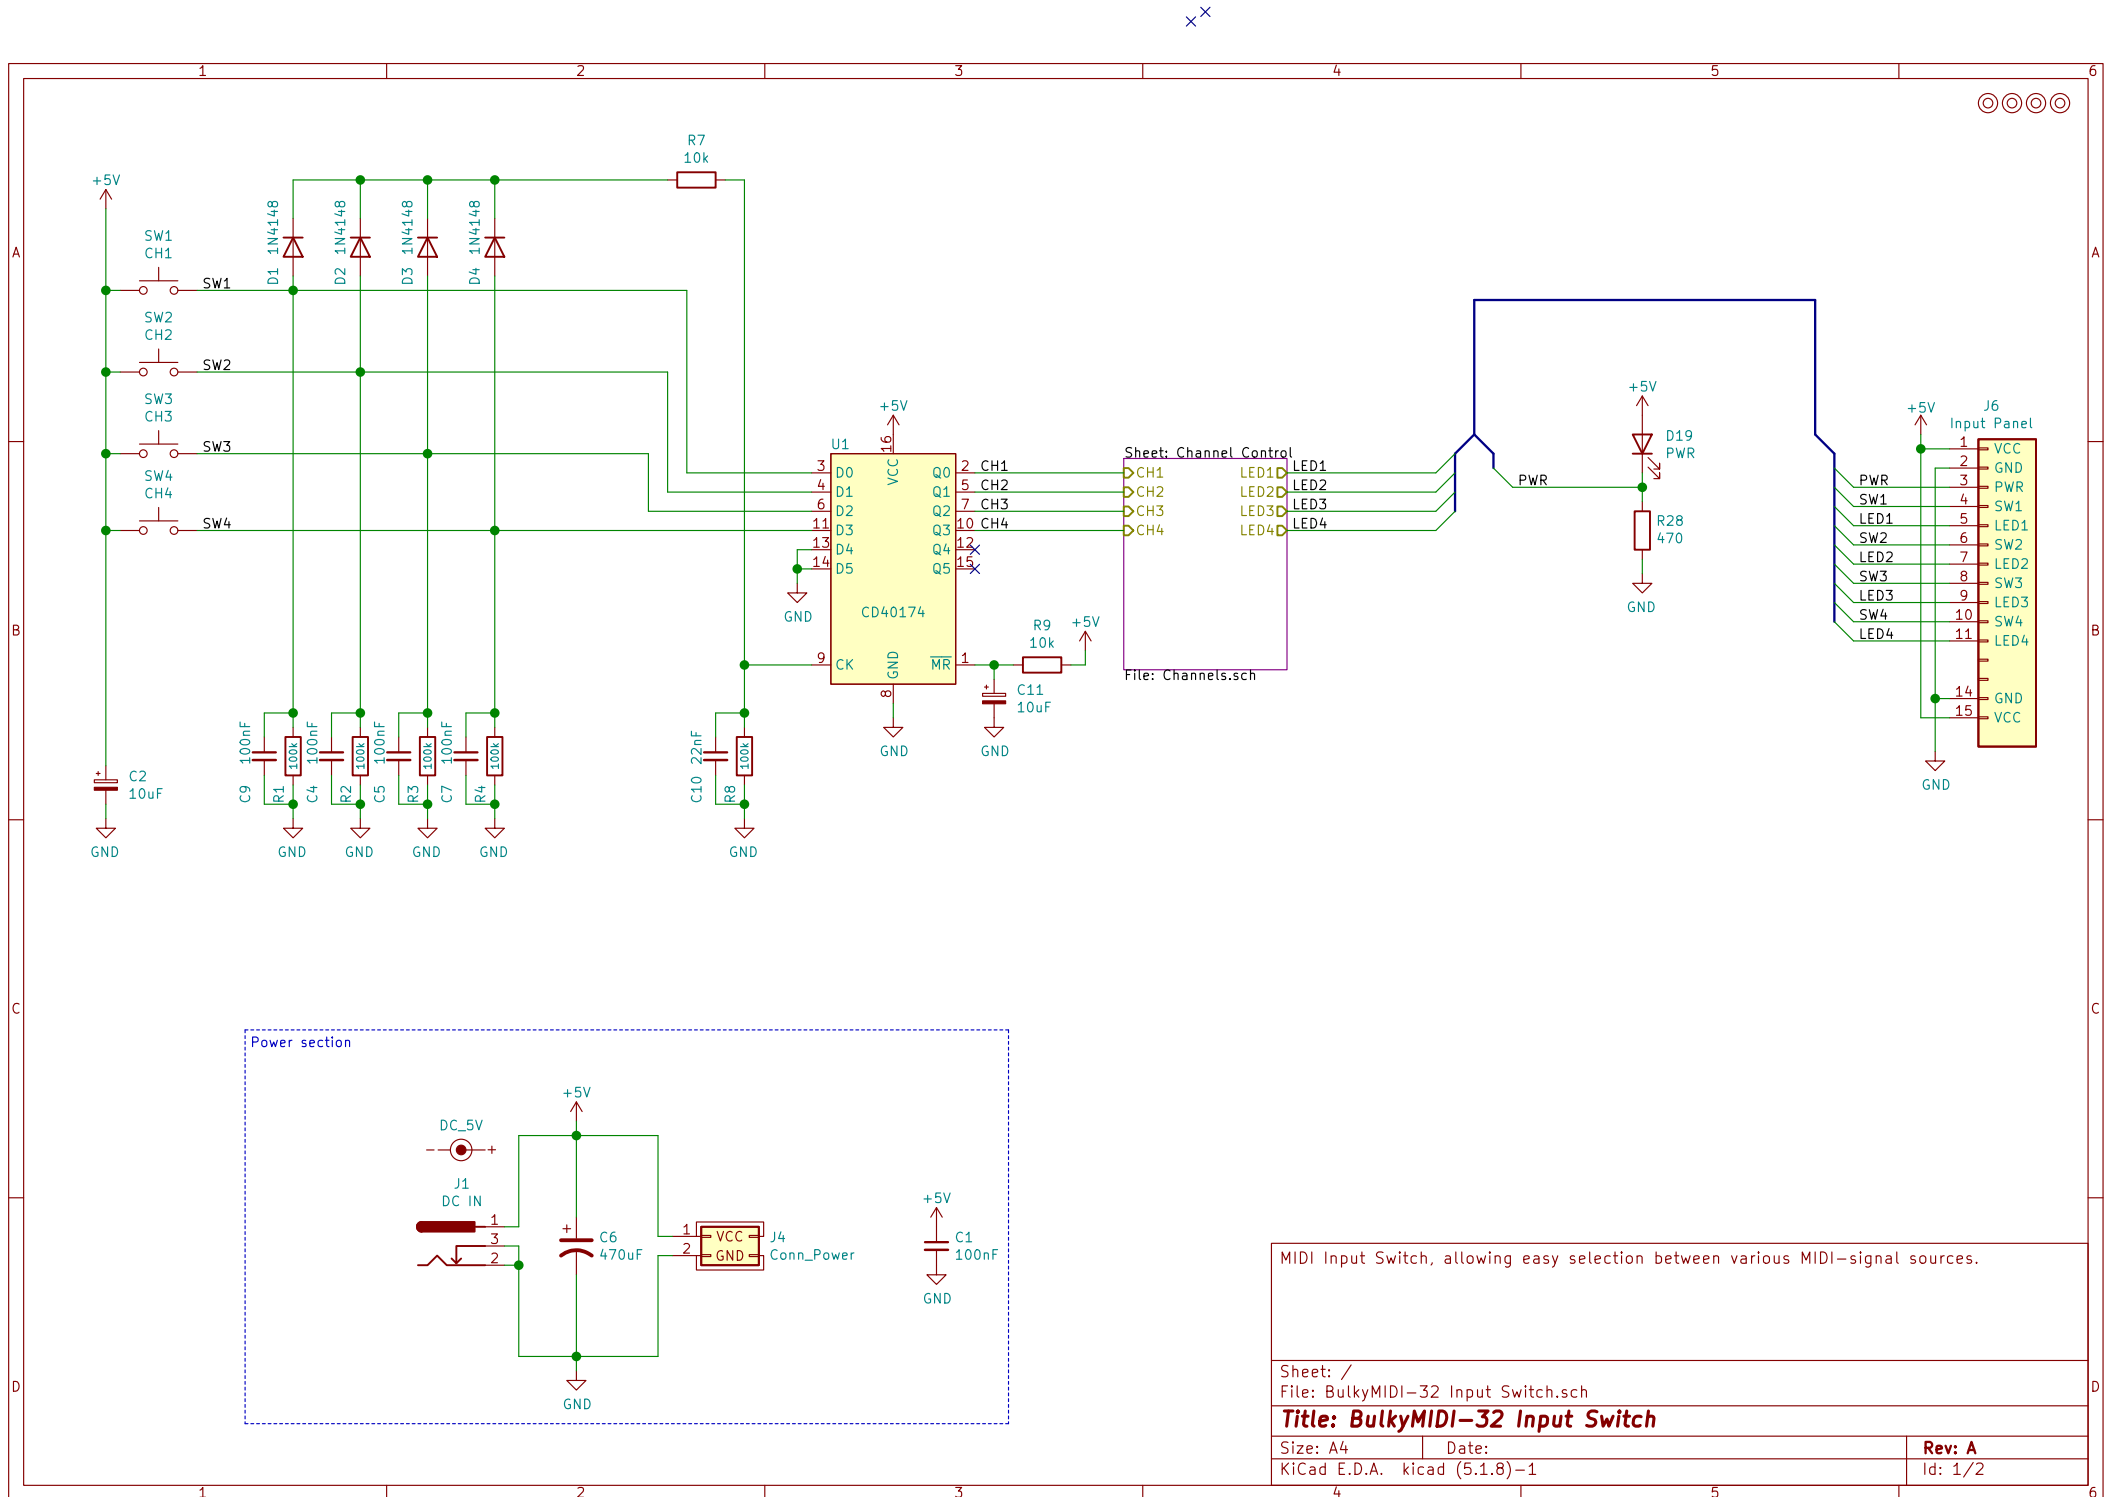 1 2 3 4 5 6
A
B
C
D
A
B
C
D
1 2 3 4 5 6
R7
10k
+5V
SW1
CH1
SW1
SW2
CH2
SW2
SW3
CH3
SW3
SW4
CH4
SW4
D1 1N4148
D2 1N4148
D3 1N4148
D4 1N4148
C2
10uF
GND
C9 100nF
R1 100k
C4 100nF
R2 100k
C5 100nF
R3 100k
C7 100nF
R4 100k
GND
GND
GND
GND
C10 22nF
R8 100k
GND
+5V
U1
16
VCC
3 D0 Q0 2 CH1
4 D1 Q1 5 CH2
6 D2 Q2 7 CH3
11 D3 Q3 10 CH4
13 D4 Q4 12
14 D5 Q5 15
GND
CD40174
9 CK GND MR 1
8
GND
R9
10k
+5V
C11
10uF
GND
Sheet: Channel Control
CH1 LED1 LED1
CH2 LED2 LED2
CH3 LED3 LED3
CH4 LED4 LED4
File: Channels.sch
+5V
D19
PWR
PWR
R28
470
GND
+5V
J6
Input Panel
1 VCC
2 GND
PWR 3 PWR
SW1 4 SW1
LED1 5 LED1
SW2 6 SW2
LED2 7 LED2
SW3 8 SW3
LED3 9 LED3
SW4 10 SW4
LED4 11 LED4
14 GND
15 VCC
GND
Power section
+5V
DC_5V
- +
J1
DC IN
1
3
2
+
C6
470uF
1 VCC
2 GND
J4
Conn_Power
GND
+5V
C1
100nF
GND
MIDI Input Switch, allowing easy selection between various MIDI-signal sources.
Sheet: /
File: BulkyMIDI-32 Input Switch.sch
Title: BulkyMIDI-32 Input Switch
Size: A4 Date: Rev: A
KiCad E.D.A. kicad (5.1.8)-1 Id: 1/2